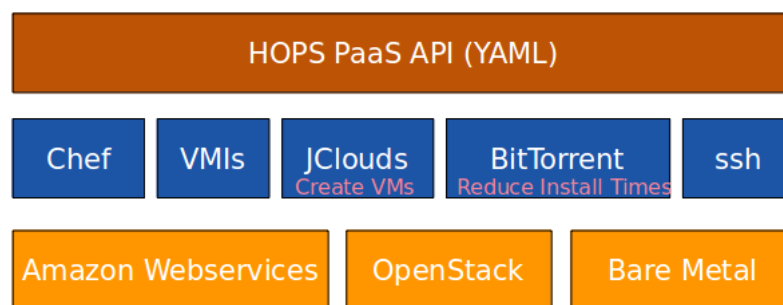 HOPS PaaS API (YAML)
Chef
VMIs
JClouds
Create VMs
BitTorrent
Reduce Install Times
ssh
Amazon Webservices
OpenStack
Bare Metal